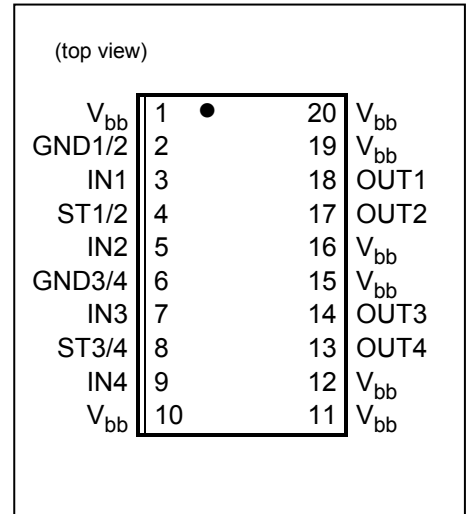 (top view)
Vbb 1 20 Vbb
GND1/2 2 19 Vbb
IN1 3 18 OUT1
ST1/2 4 17 OUT2
IN2 5 16 Vbb
GND3/4 6 15 Vbb
IN3 7 14 OUT3
ST3/4 8 13 OUT4
IN4 9 12 Vbb
Vbb 10 11 Vbb